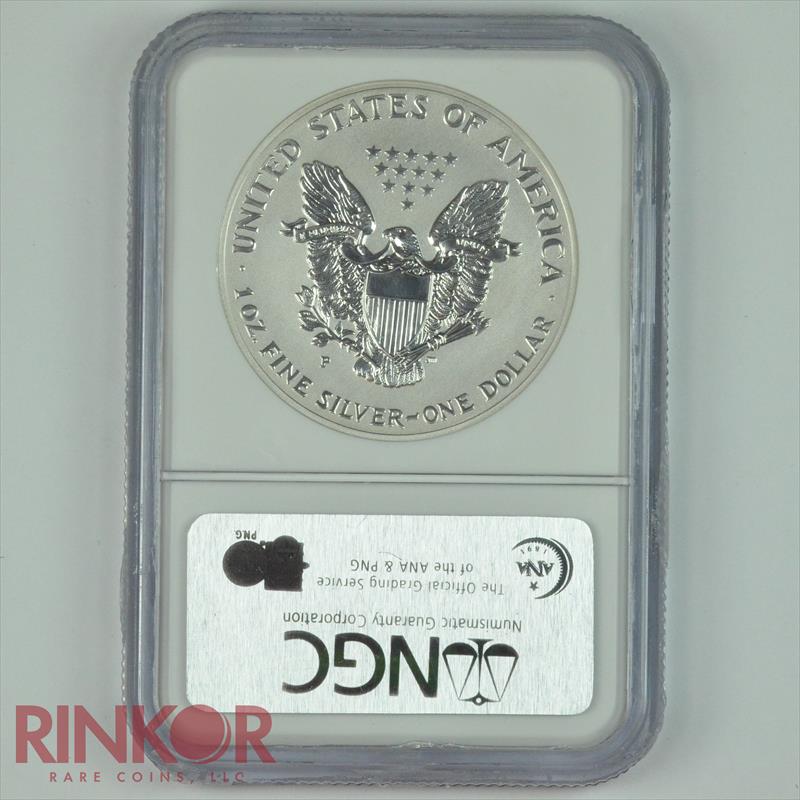 UNITED STATES OF AMERICA
1 OZ. FINE SILVER~ONE DOLLAR
P
NGC
Numismatic Guaranty Corporation
The Official Grading Service
of the ANA & PNG
ANA
1891
PNG.
RINKOR
RARE COINS, LLC